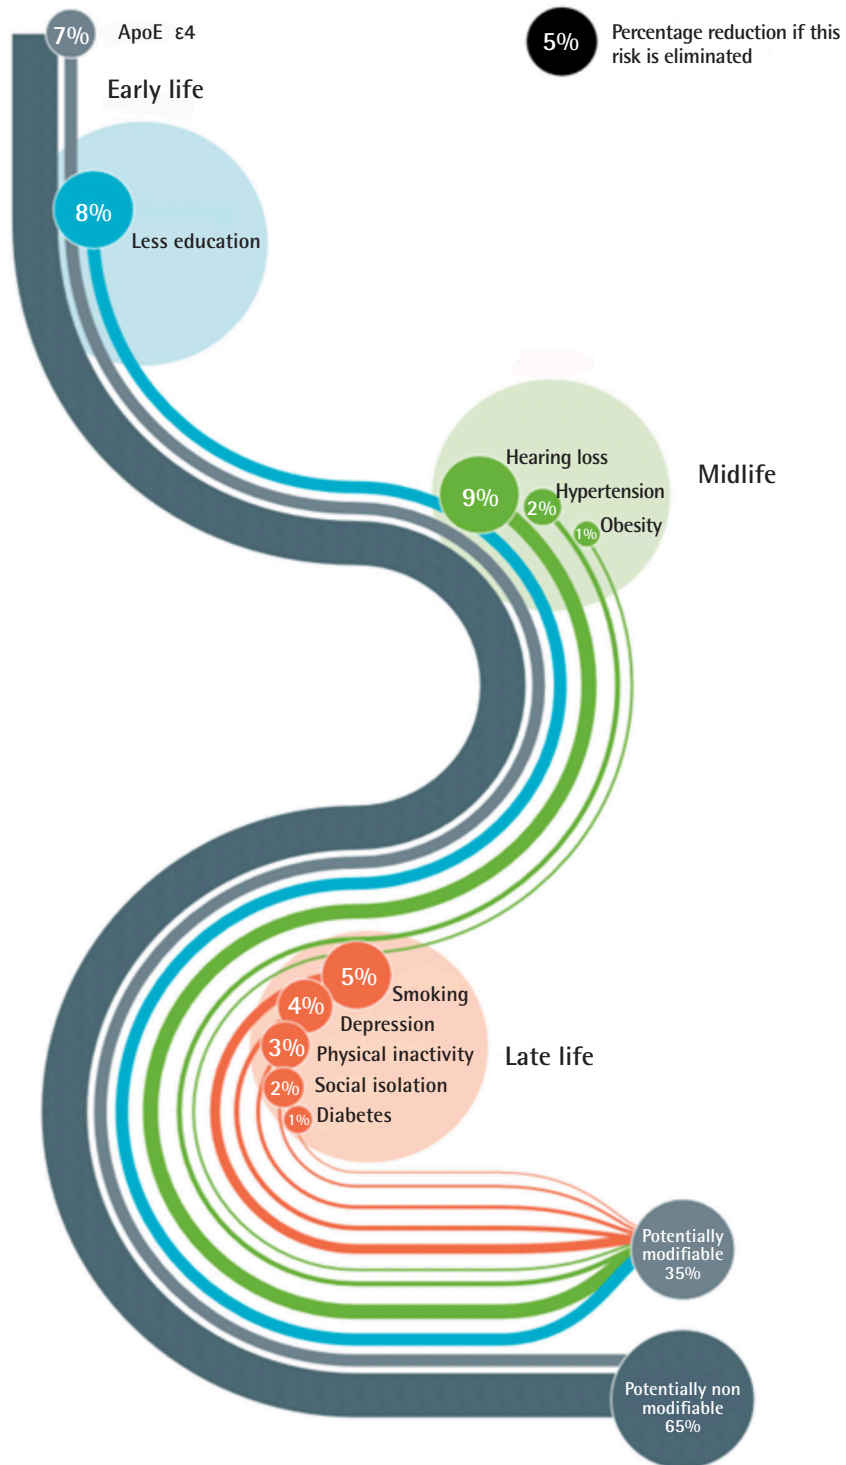 7%
ApoE ε4
5%
Percentage reduction if this
risk is eliminated
Early life
8%
Less education
Hearing loss
9%
Hypertension
2%
Obesity
1%
Midlife
5%
Smoking
4%
Depression
3%
Physical inactivity
2%
Social isolation
1%
Diabetes
Late life
Potentially
modifiable
35%
Potentially non
modifiable
65%